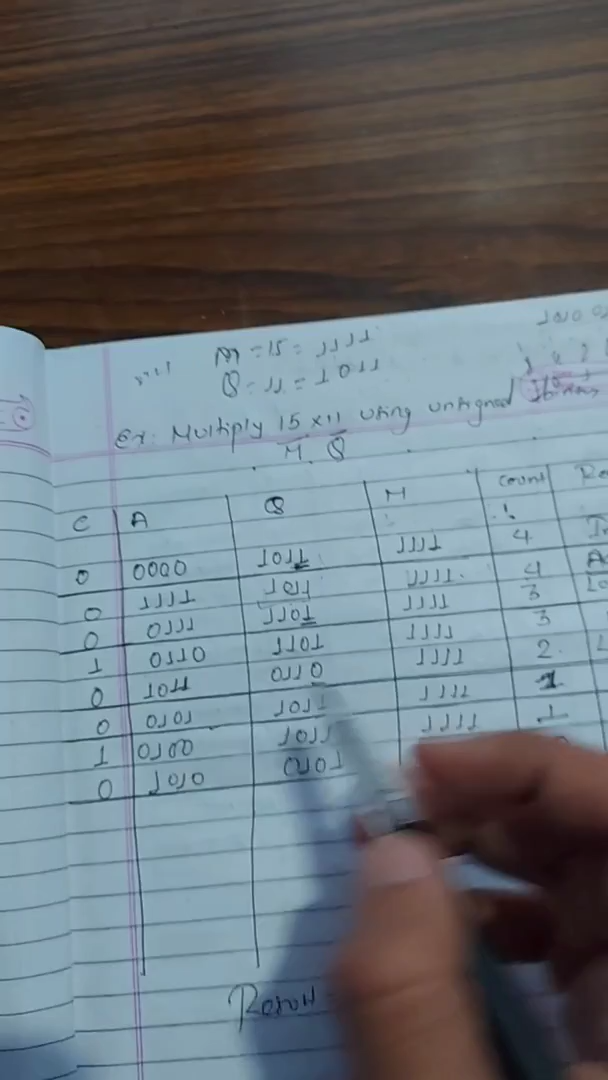 M = 15 = 1111
Q = 11 = 1011
Ex: Multiply 15 x 11 using unsigned
M Q
C A Q M Count
0 0000 1011 1111 4
0 1111 1011 1111 4
0 0111 1101 1111 3
1 0110 1101 1111 3
0 1011 0110 1111 2
0 0101 1011 1111 1
1 0100 1011 1111 1
0 1010 0101